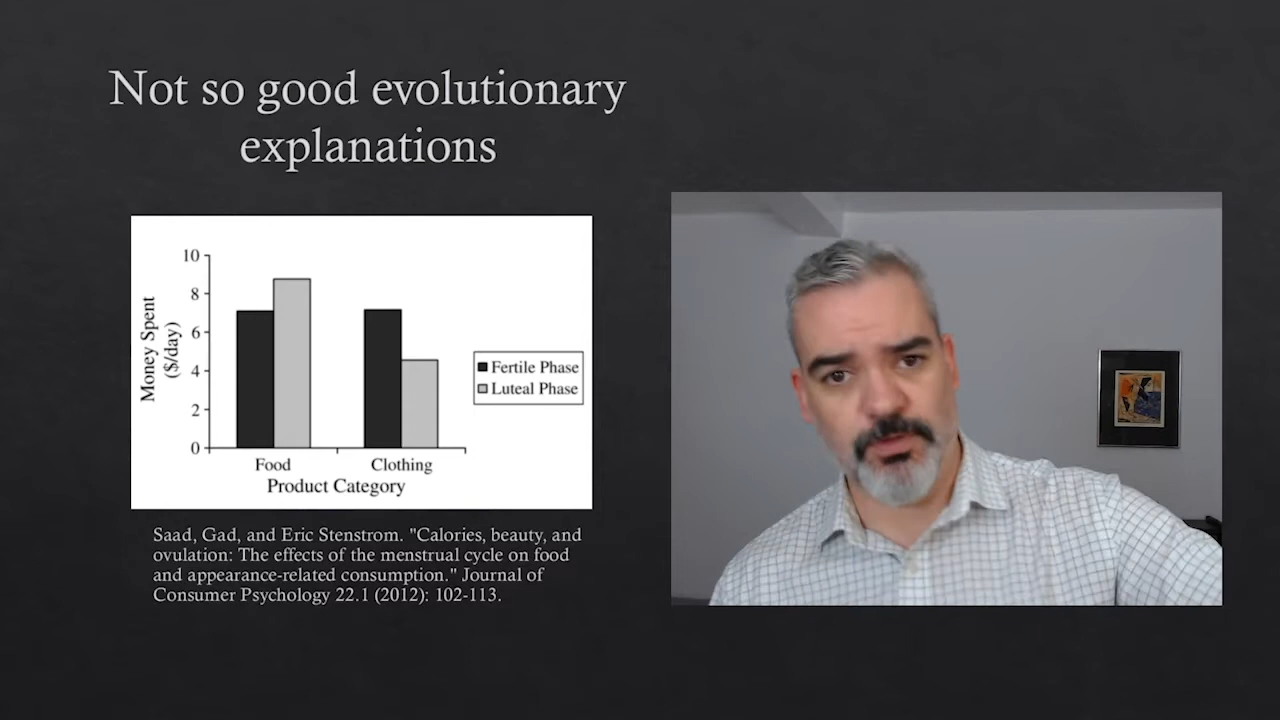 Not so good evolutionary
explanations
10
8
6
4
2
0
Money Spent
($/day)
Food
Clothing
Product Category
Fertile Phase
Luteal Phase
Saad, Gad, and Eric Stenstrom. "Calories, beauty, and
ovulation: The effects of the menstrual cycle on food
and appearance-related consumption." Journal of
Consumer Psychology 22.1 (2012): 102-113.